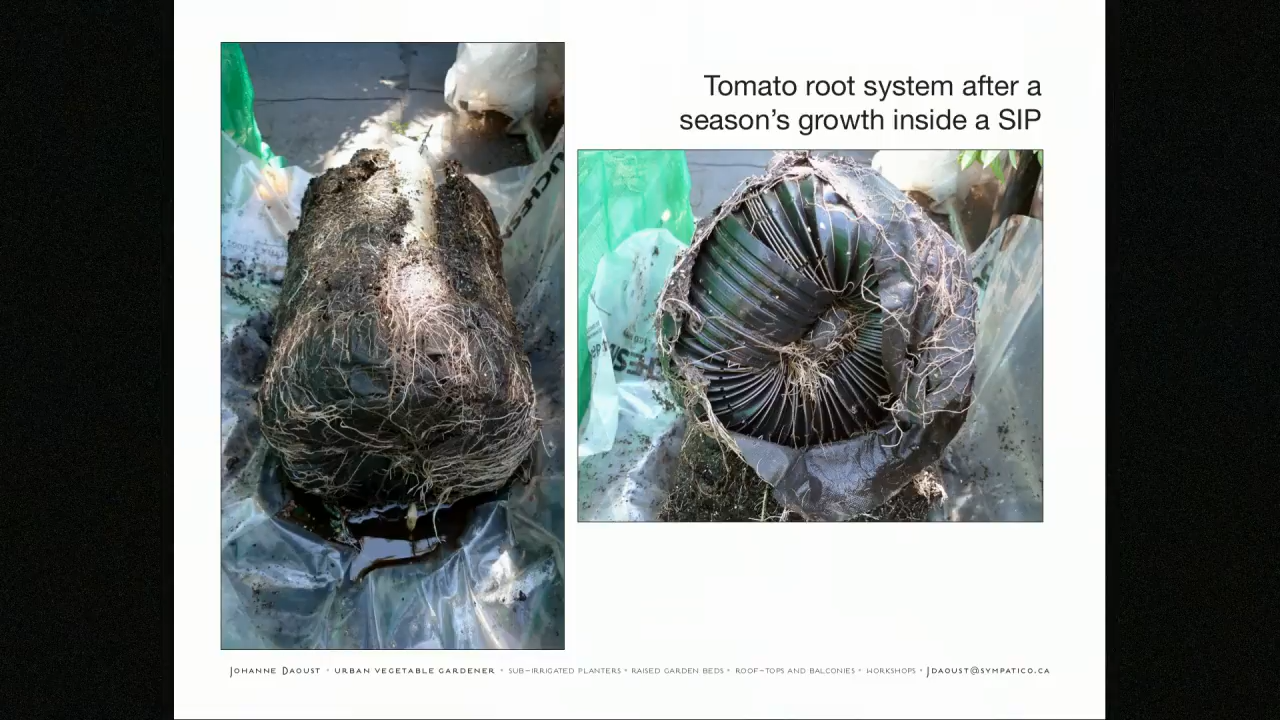 Tomato root system after a
season's growth inside a SIP
Johanne Daoust • urban vegetable gardener • sub-irrigated planters • raised garden beds • roof-tops and balconies • workshops • jdaoust@sympatico.ca